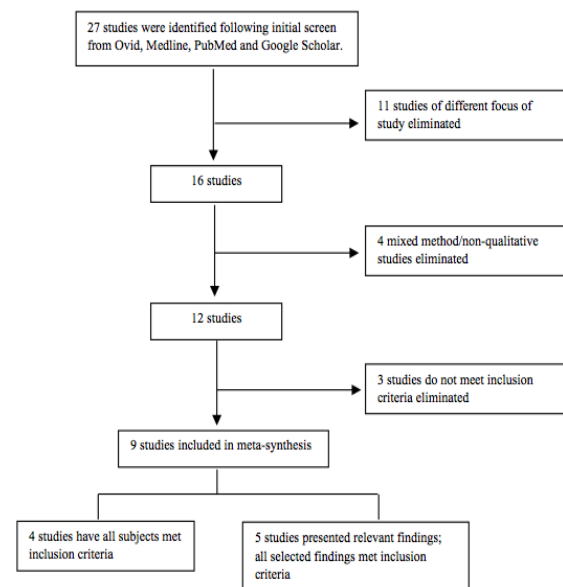 27 studies were identified following initial screen
from Ovid, Medline, PubMed and Google Scholar.
11 studies of different focus of
study eliminated
16 studies
4 mixed method/non-qualitative
studies eliminated
12 studies
3 studies do not meet inclusion
criteria eliminated
9 studies included in meta-synthesis
4 studies have all subjects met
inclusion criteria
5 studies presented relevant findings;
all selected findings met inclusion
criteria